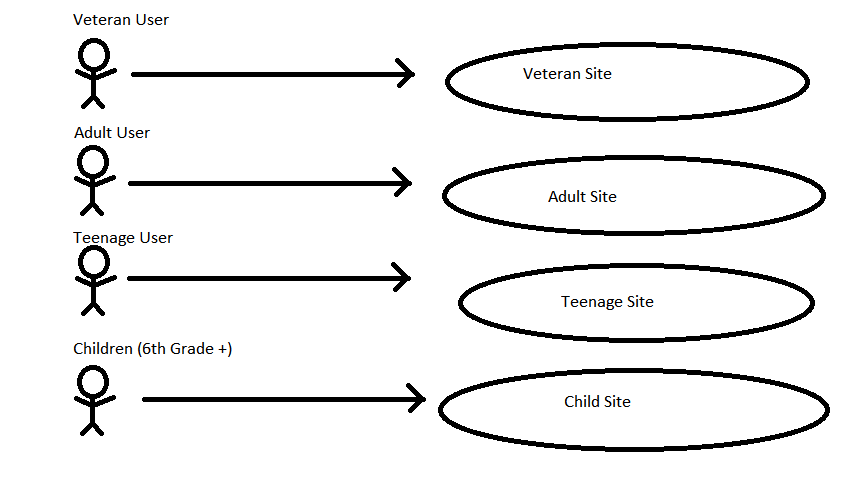 Veteran User
Veteran Site
Adult User
Adult Site
Teenage User
Teenage Site
Children (6th Grade +)
Child Site